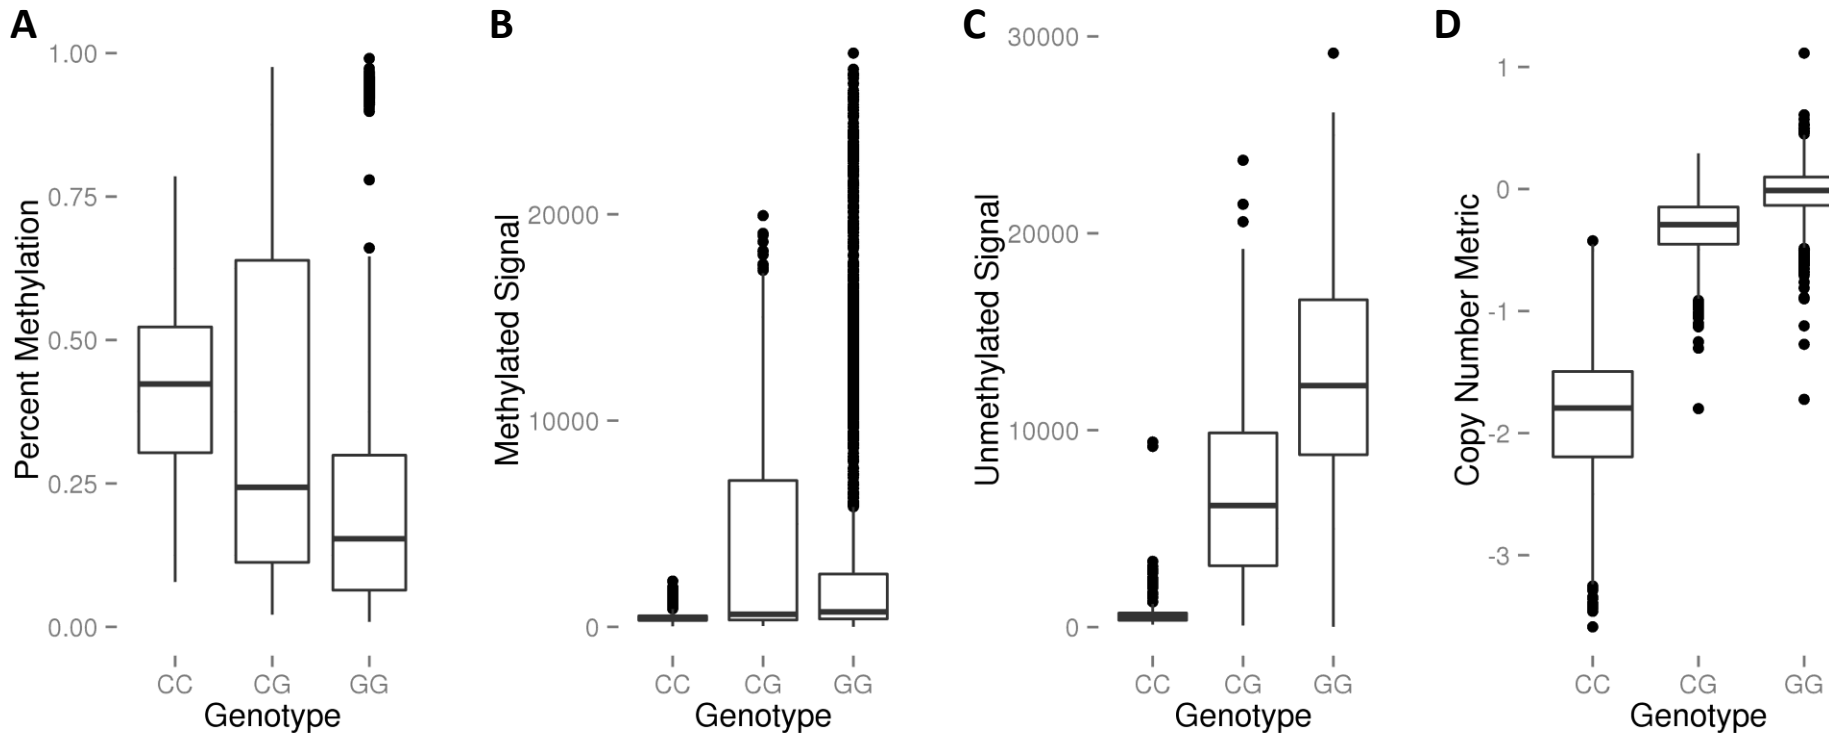 A
Percent Methylation
1.00
0.75
0.50
0.25
0.00
CC CG GG
Genotype
B
Methylated Signal
20000
10000
0
CC CG GG
Genotype
C
Unmethylated Signal
30000
20000
10000
0
CC CG GG
Genotype
D
Copy Number Metric
1
0
-1
-2
-3
CC CG GG
Genotype